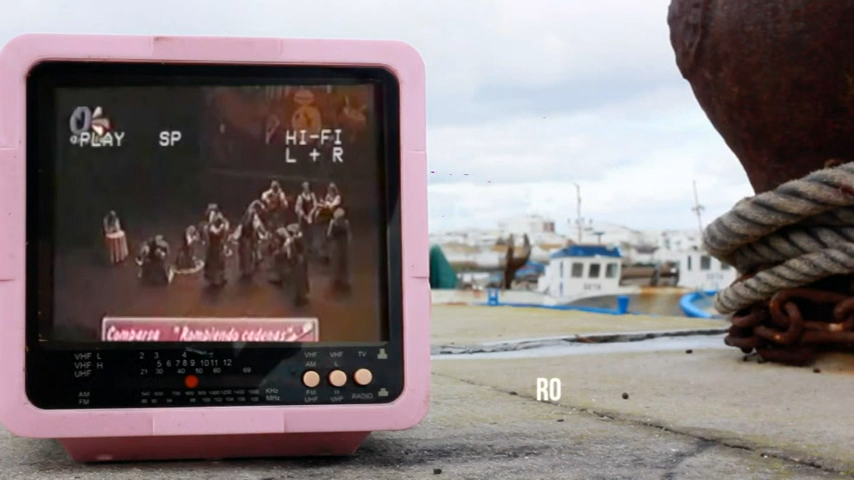 PLAY SP HI-FI
L + R
Comparsa "Rompiendo cadenas"
VHF L 2 3 4
VHF H 5 6 7 8 9 10 11 12
UHF 21 30 40 50 60 69
VHF VHF TV
AM L
AM KHz
FM MHz
FM H RADIO
UHF VHF
RO